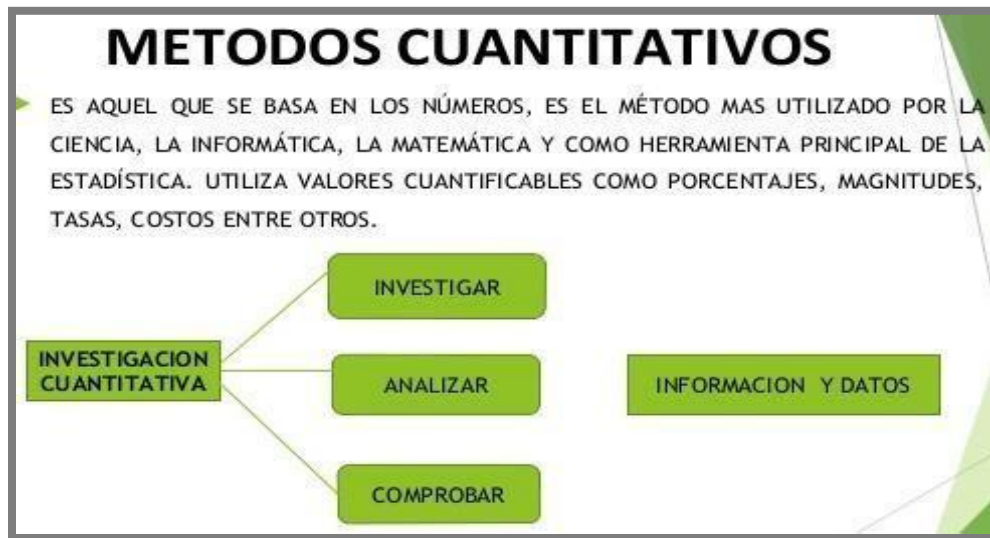 METODOS CUANTITATIVOS
ES AQUEL QUE SE BASA EN LOS NÚMEROS, ES EL MÉTODO MAS UTILIZADO POR LA
CIENCIA, LA INFORMÁTICA, LA MATEMÁTICA Y COMO HERRAMIENTA PRINCIPAL DE LA
ESTADÍSTICA. UTILIZA VALORES CUANTIFICABLES COMO PORCENTAJES, MAGNITUDES,
TASAS, COSTOS ENTRE OTROS.
INVESTIGAR
INVESTIGACION
CUANTITATIVA
ANALIZAR
INFORMACION Y DATOS
COMPROBAR